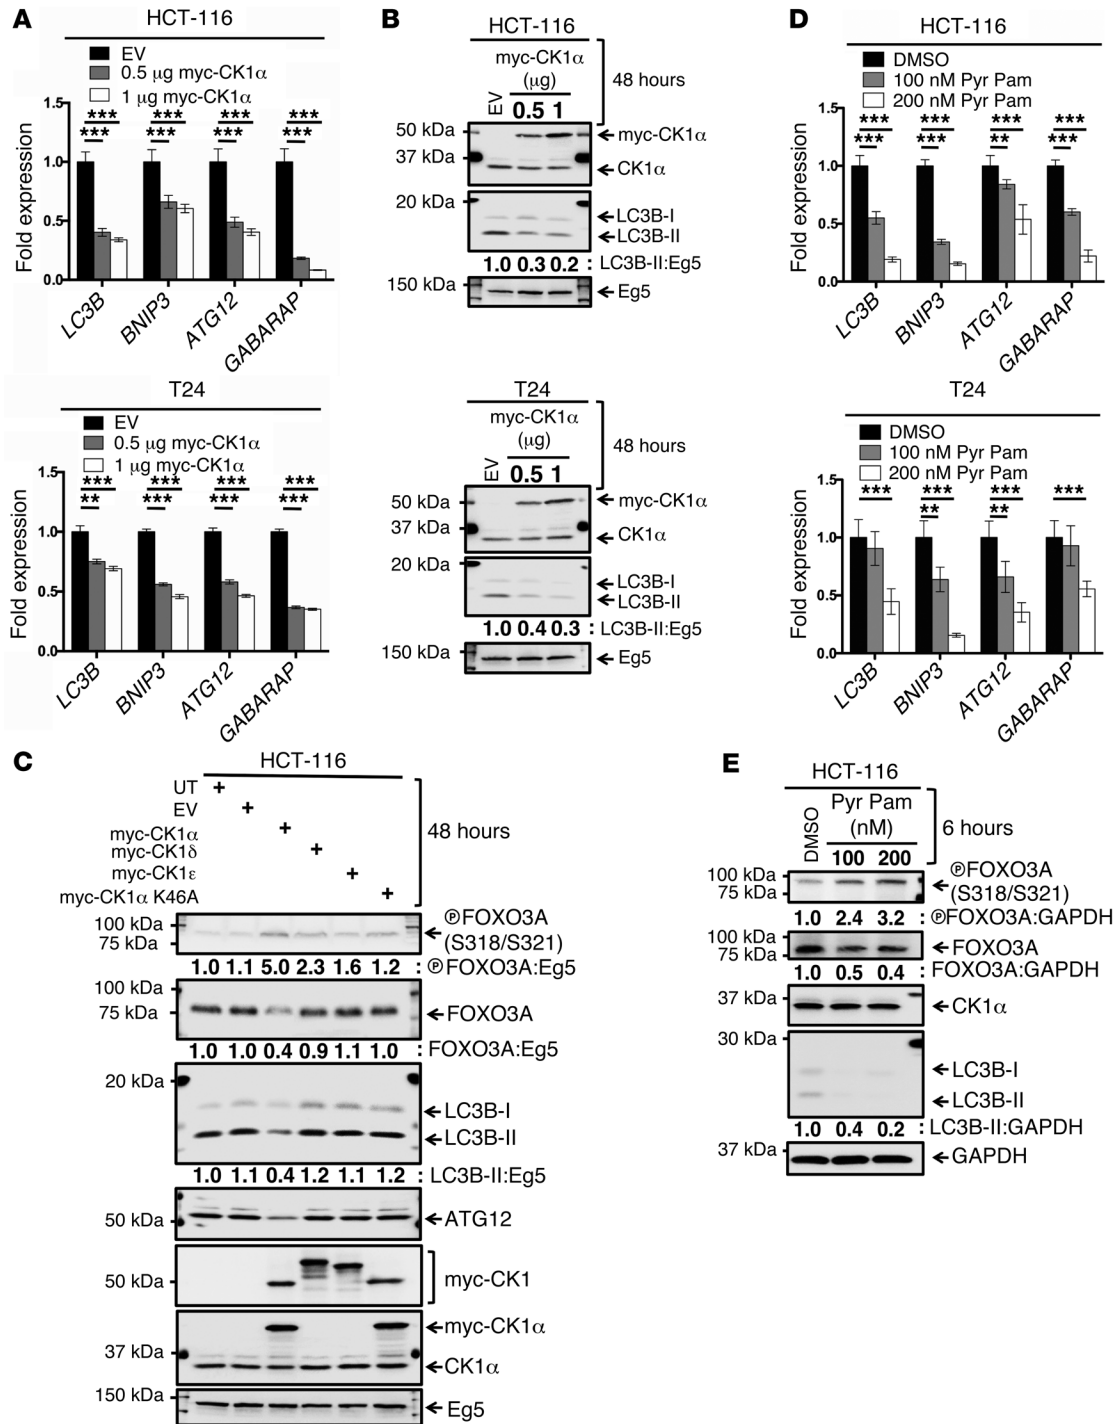 A
HCT-116
EV
0.5 μg myc-CK1α
1 μg myc-CK1α
Fold expression
1.5
1.0
0.5
0.0
*** *** *** ***
*** *** *** ***
LC3B
BNIP3
ATG12
GABARAP
T24
EV
0.5 μg myc-CK1α
1 μg myc-CK1α
Fold expression
1.5
1.0
0.5
0.0
*** *** *** ***
** *** *** ***
LC3B
BNIP3
ATG12
GABARAP
B
HCT-116
myc-CK1α
(μg)
EV 0.5 1
48 hours
50 kDa
37 kDa
myc-CK1α
CK1α
20 kDa
LC3B-I
LC3B-II
1.0 0.3 0.2 : LC3B-II:Eg5
150 kDa
Eg5
T24
myc-CK1α
(μg)
EV 0.5 1
48 hours
50 kDa
37 kDa
myc-CK1α
CK1α
20 kDa
LC3B-I
LC3B-II
1.0 0.4 0.3 : LC3B-II:Eg5
150 kDa
Eg5
D
HCT-116
DMSO
100 nM Pyr Pam
200 nM Pyr Pam
Fold expression
1.5
1.0
0.5
0.0
*** *** *** ***
*** *** ** ***
LC3B
BNIP3
ATG12
GABARAP
T24
DMSO
100 nM Pyr Pam
200 nM Pyr Pam
Fold expression
1.5
1.0
0.5
0.0
*** *** *** ***
** **
LC3B
BNIP3
ATG12
GABARAP
C
HCT-116
UT +
EV +
myc-CK1α +
myc-CK1δ +
myc-CK1ε +
myc-CK1α K46A +
48 hours
100 kDa
75 kDa
ⓅFOXO3A
(S318/S321)
1.0 1.1 5.0 2.3 1.6 1.2 : ⓅFOXO3A:Eg5
100 kDa
75 kDa
FOXO3A
1.0 1.0 0.4 0.9 1.1 1.0 : FOXO3A:Eg5
20 kDa
LC3B-I
LC3B-II
1.0 1.1 0.4 1.2 1.1 1.2 : LC3B-II:Eg5
50 kDa
ATG12
50 kDa
myc-CK1
myc-CK1α
37 kDa
CK1α
150 kDa
Eg5
E
HCT-116
DMSO
Pyr Pam
(nM)
100 200
6 hours
100 kDa
75 kDa
ⓅFOXO3A
(S318/S321)
1.0 2.4 3.2 : ⓅFOXO3A:GAPDH
100 kDa
75 kDa
FOXO3A
1.0 0.5 0.4 : FOXO3A:GAPDH
37 kDa
CK1α
30 kDa
LC3B-I
LC3B-II
1.0 0.4 0.2 : LC3B-II:GAPDH
37 kDa
GAPDH